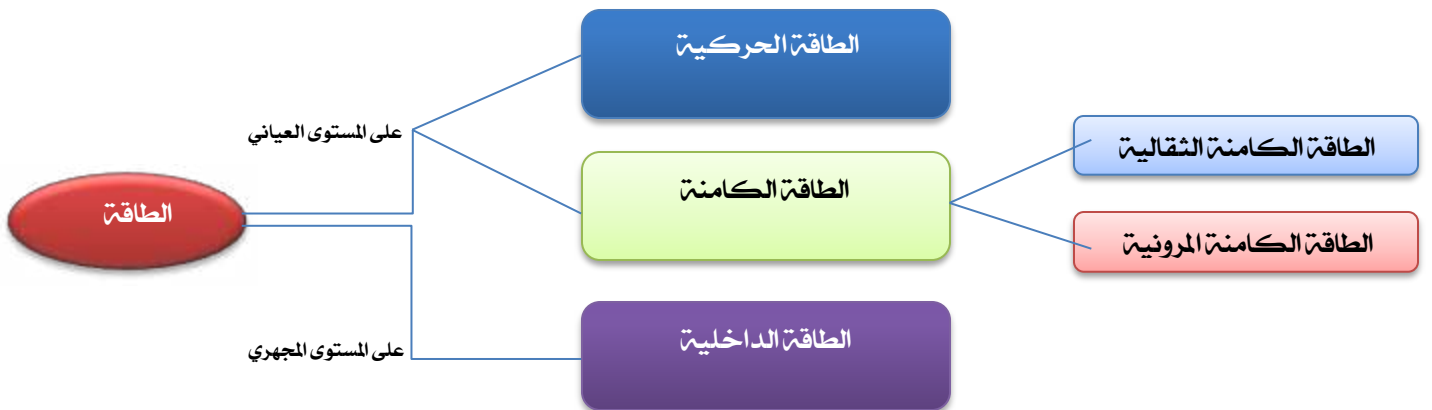 الطاقة
على المستوى العياني
على المستوى المجهري
الطاقة الحركية
الطاقة الكامنة
الطاقة الداخلية
الطاقة الكامنة الثقالية
الطاقة الكامنة المرونية